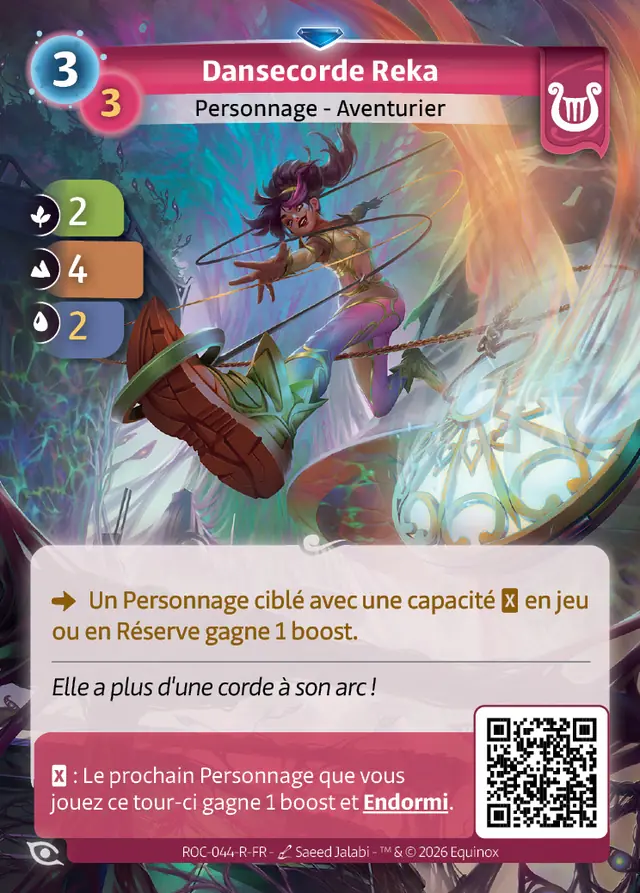 3
Dansecorde Reka
3
Personnage - Aventurier
2
4
2
Un Personnage ciblé avec une capacité X en jeu
ou en Réserve gagne 1 boost.
Elle a plus d'une corde à son arc !
X : Le prochain Personnage que vous
jouez ce tour-ci gagne 1 boost et Endormi.
ROC-044-R-FR - Saeed Jalabi - ™ & © 2026 Equinox